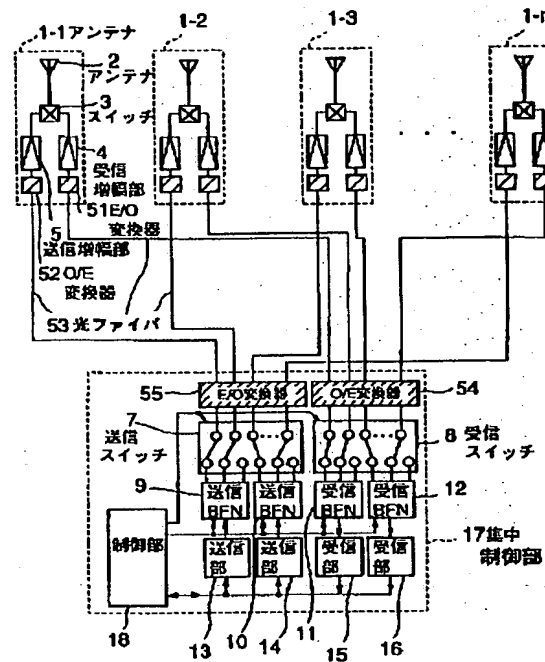 1-1アンテナ
1-2
1-3
2
アンテナ
3
スイッチ
4
受信
増幅部
51E/O
変換器
5
送信増幅部
52 O/E
変換器
53光ファイバ
55
E/O変換器
O/E変換器
54
7
送信
スイッチ
8 受信
スイッチ
9
送信
BFN
送信
BFN
受信
BFN
受信
BFN
12
制御部
送信
部
送信
部
受信
部
受信
部
17集中
制御部
18
13
10
14
11
15
16